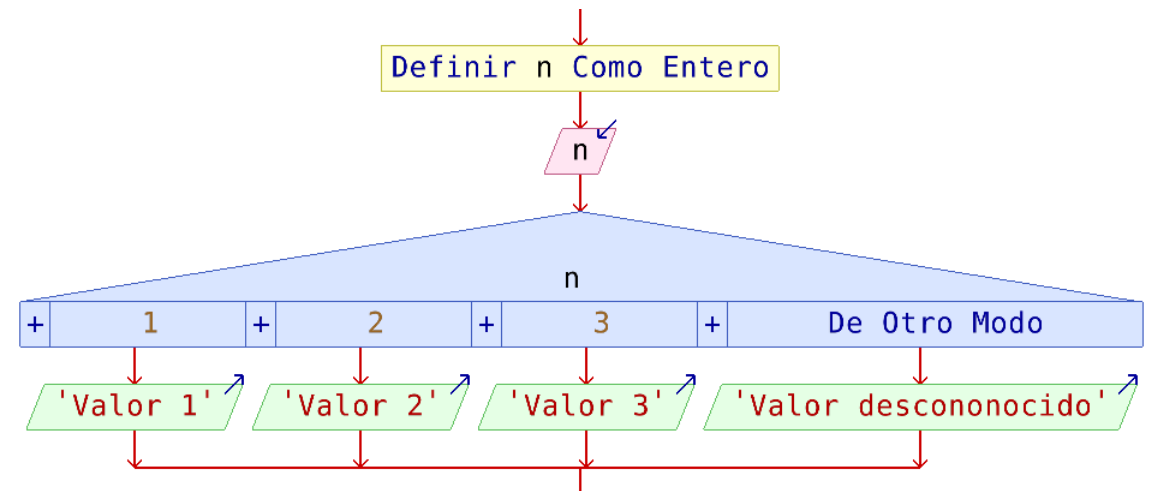 Definir n Como Entero
n
n
+ 1 + 2 + 3 + De Otro Modo
'Valor 1' 'Valor 2' 'Valor 3' 'Valor descononocido'